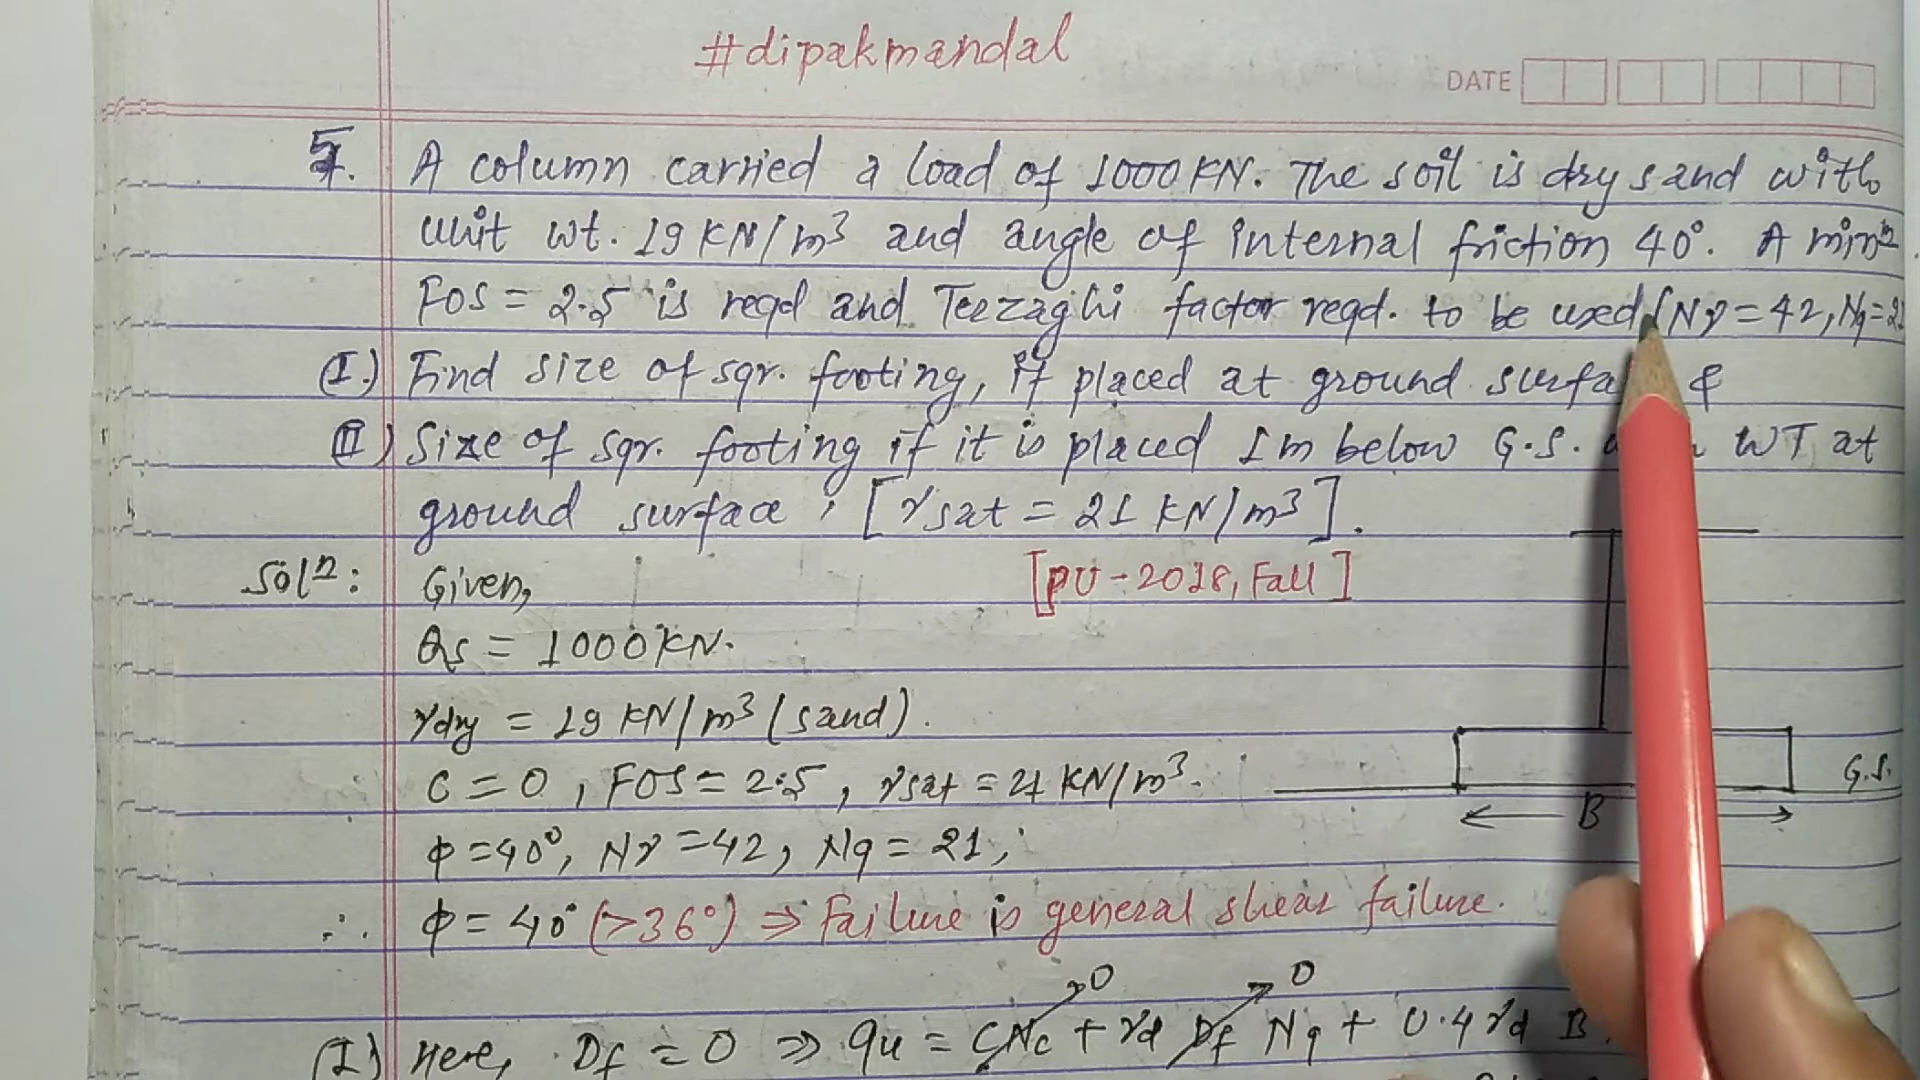 #dipakmandal
DATE
5. A column carried a load of 1000 KN. The soil is dry sand with
unit wt. 19 KN/m³ and angle of internal friction 40°. A minᵐ
FOS = 2.5 is reqd and Terzaghi factor reqd. to be used (Nγ = 42, Nq = 21
(I.) Find size of sqr. footing, if placed at ground &
(II) Size of sqr. footing if it is placed 1m below G.S. WT at
ground surface; [γsat = 21 KN/m³].
Solⁿ: Given, [PU - 2018, Fall]
Qs = 1000 KN.
γdry = 19 KN/m³ (sand).
C = 0, FOS = 2.5, γsat = 21 KN/m³.
G.S.
B
φ = 40°, Nγ = 42, Nq = 21,
∴ φ = 40° (>36°) ⇒ Failure is general shear failure.
0 0
(I) Here, Df = 0 ⇒ qu = CNc + γd Df Nq + 0.4 γd B